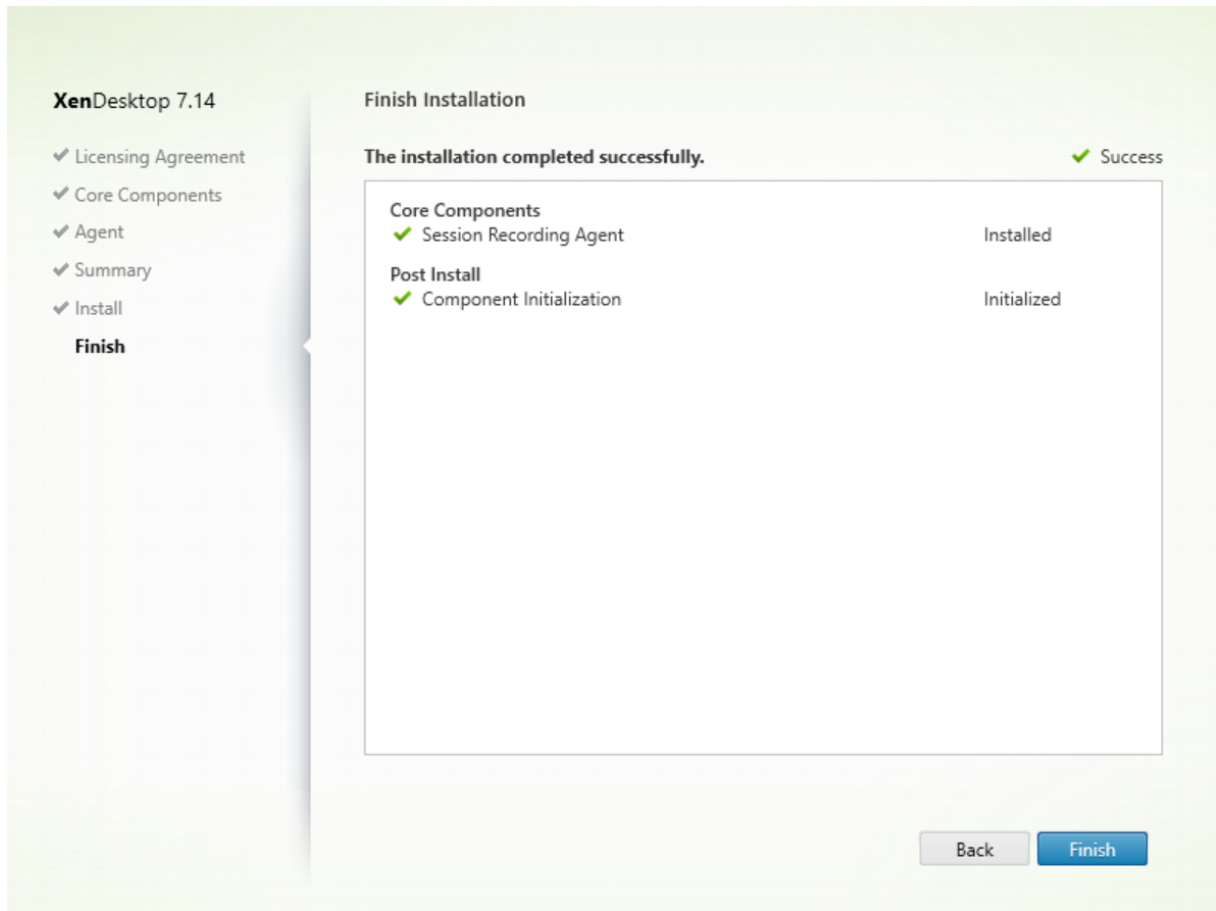 XenDesktop 7.14
Licensing Agreement
Core Components
Agent
Summary
Install
Finish
Finish Installation
The installation completed successfully.
Success
Core Components
Session Recording Agent Installed
Post Install
Component Initialization Initialized
Back Finish